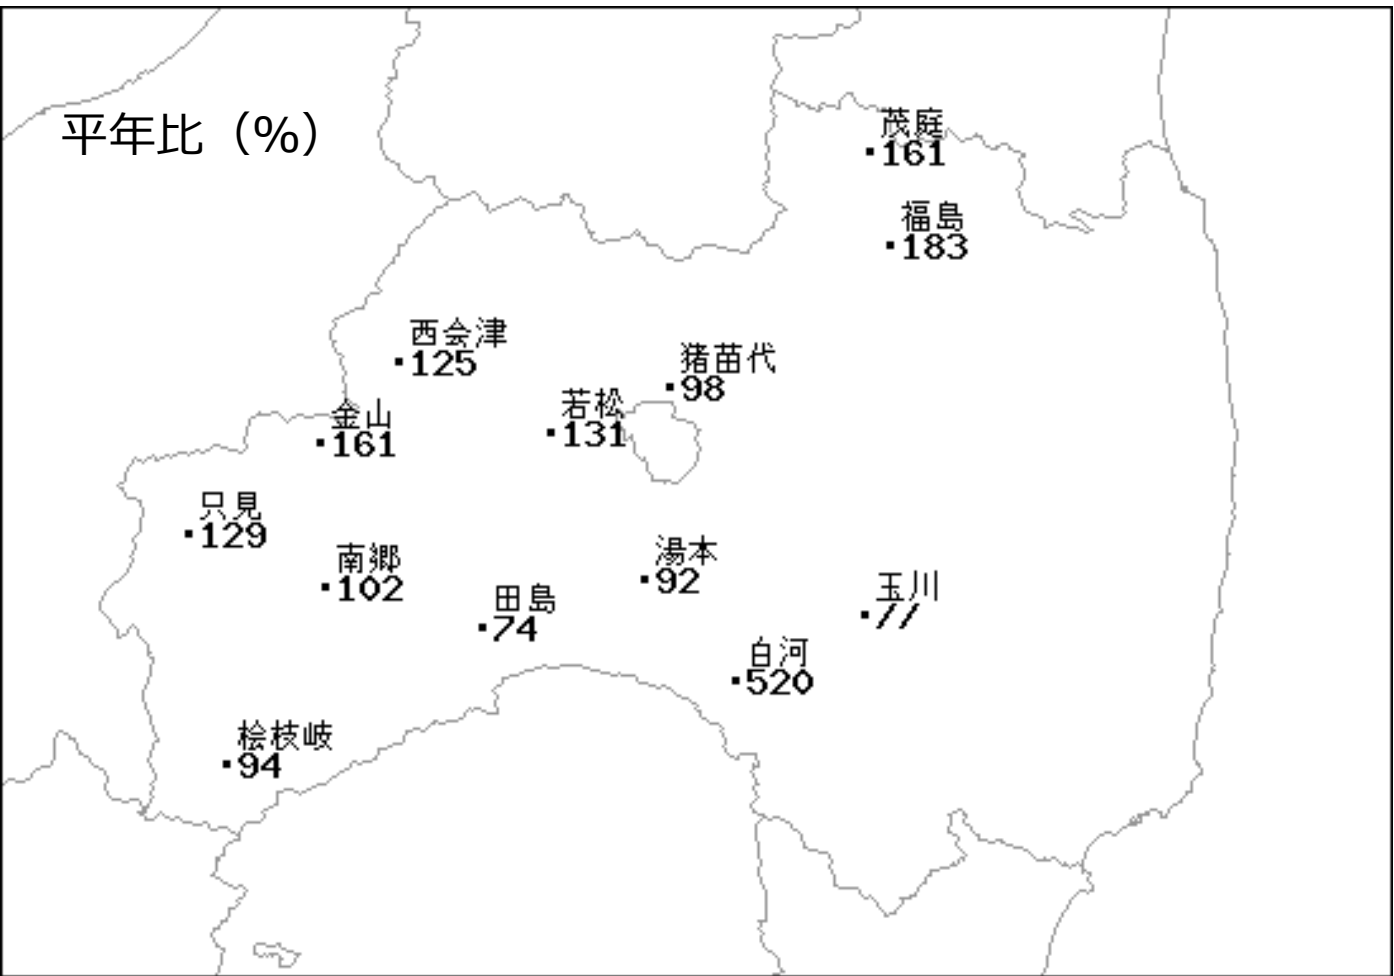 平年比（%）
茂庭
161
福島
183
西会津
125
猪苗代
98
若松
131
金山
161
只見
129
南郷
102
湯本
92
田島
74
玉川
//
白河
520
桧枝岐
94